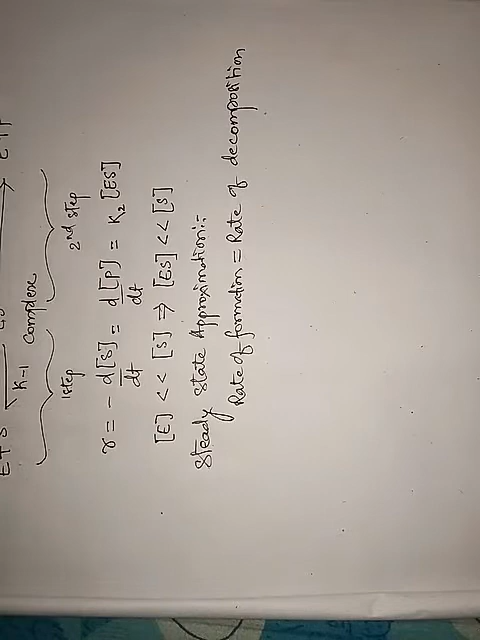 E + S
K-1
Complex
1 step 2nd step
r = - d[S]/dt = d[P]/dt = K2 [ES]
[E] << [S] ⇒ [ES] << [S]
Steady State Approximation:-
Rate of formation = Rate of decomposition